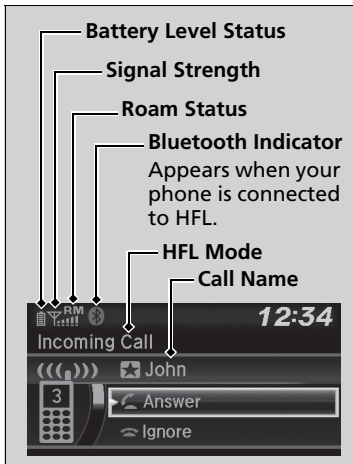 Battery Level Status
Signal Strength
Roam Status
Bluetooth Indicator
Appears when your
phone is connected
to HFL.
HFL Mode
Call Name
RM
12:34
Incoming Call
John
3
Answer
Ignore